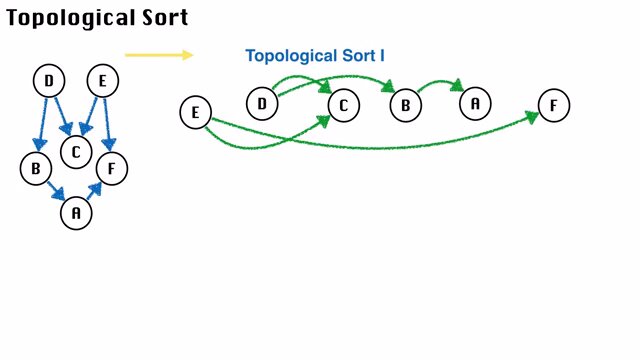 Topological Sort
Topological Sort I
D E
C
B F
A
E D C B A F